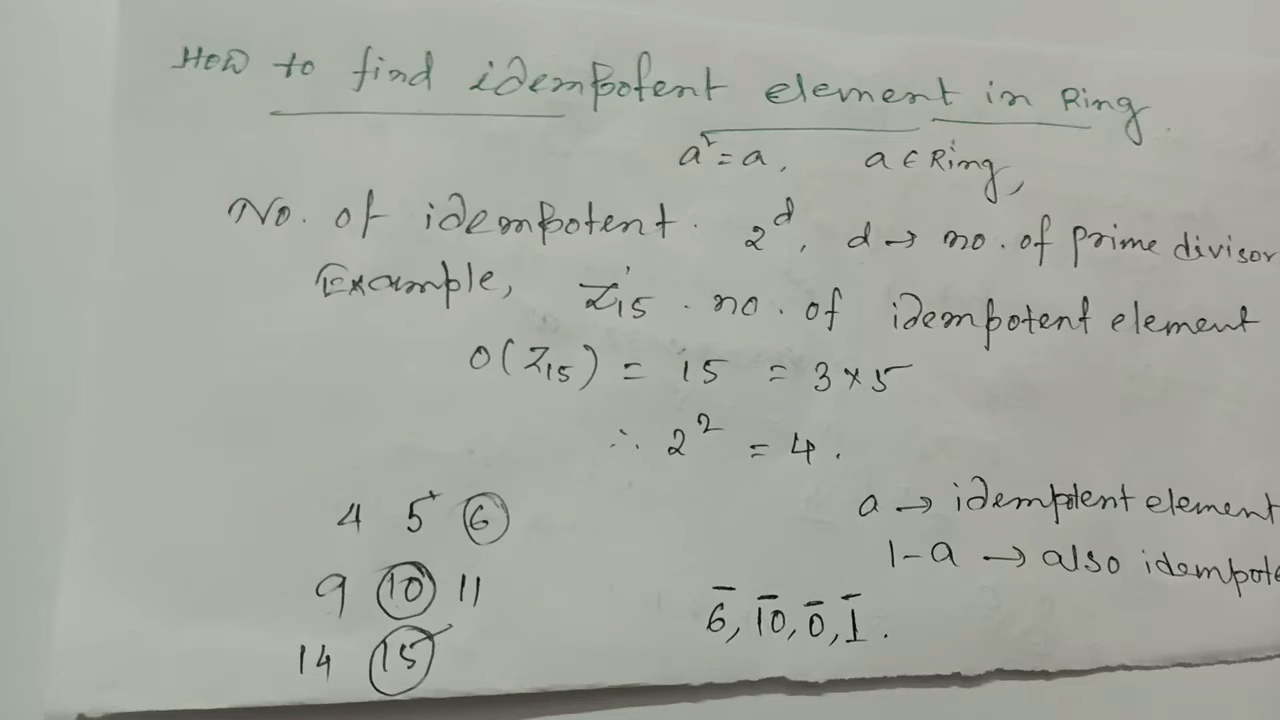 How to find idempotent element in Ring.
a² = a, a ∈ Ring,
No. of idempotent. 2^d, d → no. of prime divisor
Example, Z15 . no. of idempotent element
O(Z15) = 15 = 3 × 5
∴ 2² = 4.
4 5 6
a → idempotent element
1-a → also idempote
9 10 11
6̄, 1̄0̄, 0̄, 1̄.
14 15